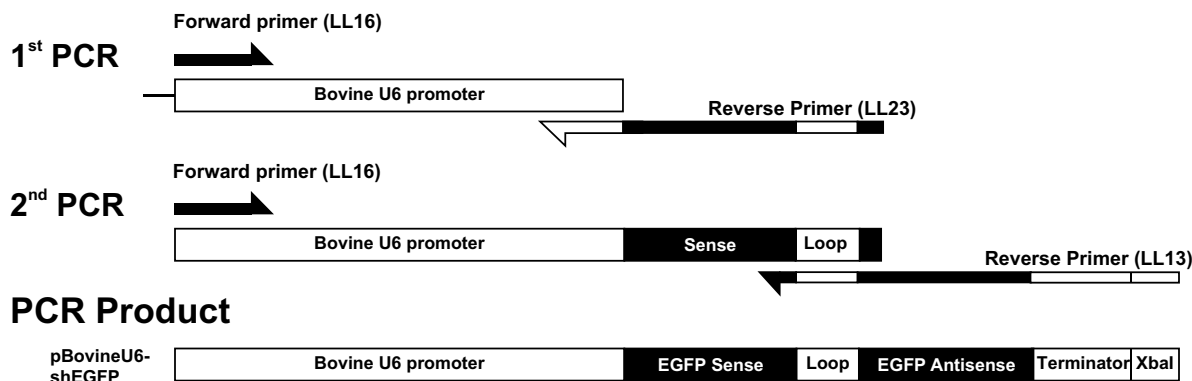 Forward primer (LL16)
1st PCR
Bovine U6 promoter
Reverse Primer (LL23)
Forward primer (LL16)
2nd PCR
Bovine U6 promoter Sense Loop
Reverse Primer (LL13)
PCR Product
pBovineU6-
shEGFP
Bovine U6 promoter EGFP Sense Loop EGFP Antisense Terminator XbaI